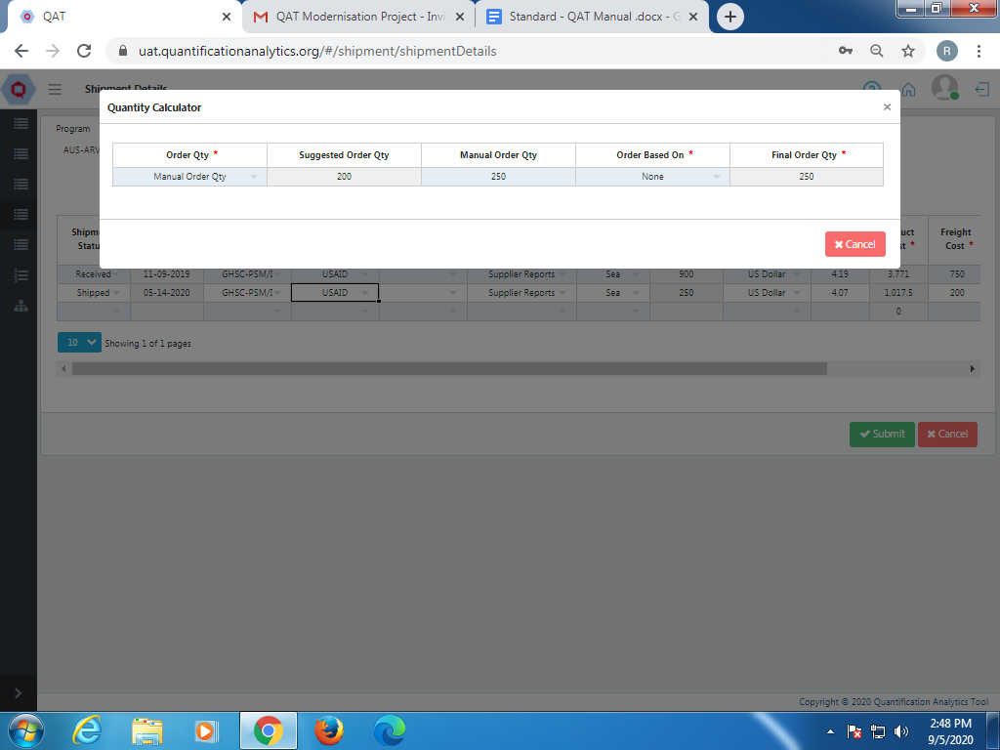 QAT
QAT Modernisation Project - Invi
Standard - QAT Manual .docx - G
uat.quantificationanalytics.org/#/shipment/shipmentDetails
R
Shipment Details
Program
AUS-ARV
Quantity Calculator
×
Order Qty * Suggested Order Qty Manual Order Qty Order Based On * Final Order Qty *
Manual Order Qty 200 250 None 250
Cancel
Shipm
Statu
uct
st *
Freight
Cost *
Received 11-09-2019 GHSC-PSM/I USAID Supplier Reports Sea 900 US Dollar 4.19 3,771 750
Shipped 05-14-2020 GHSC-PSM/I USAID Supplier Reports Sea 250 US Dollar 4.07 1,017.5 200
0
10 Showing 1 of 1 pages
Submit Cancel
Copyright © 2020 Quantification Analytics Tool
2:48 PM
9/5/2020